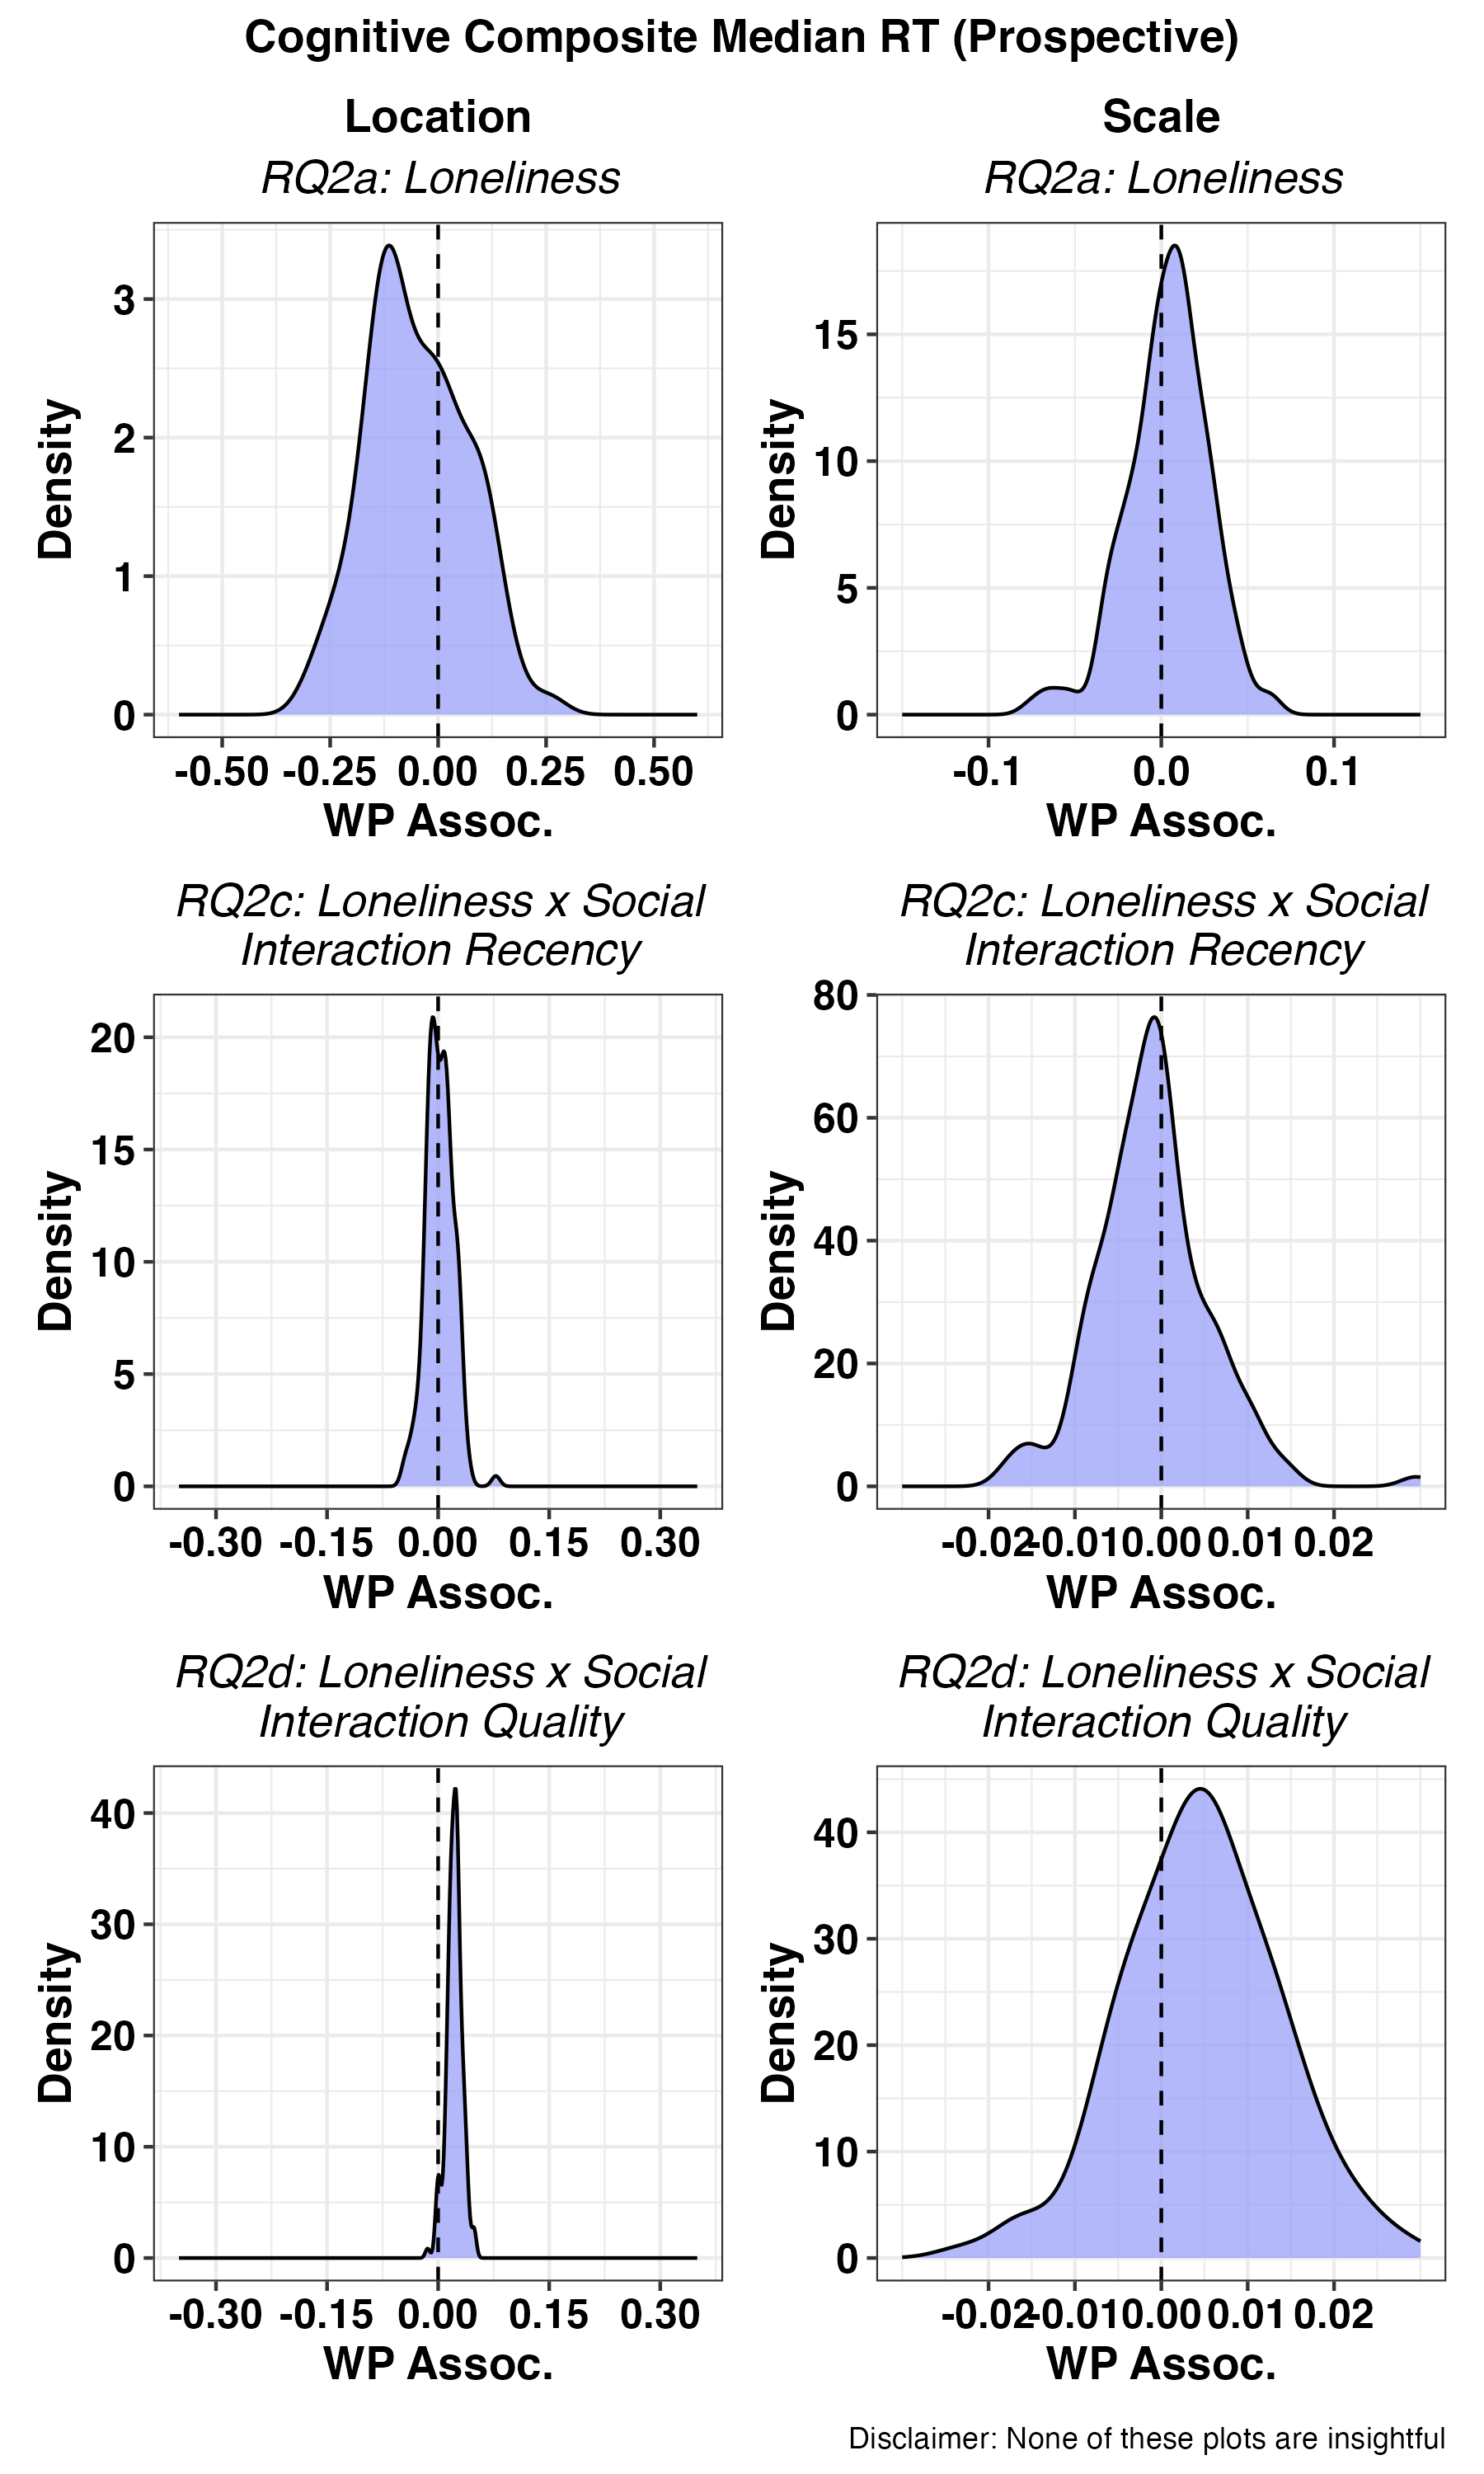 Cognitive Composite Median RT (Prospective)
Location
Scale
RQ2a: Loneliness
RQ2a: Loneliness
Density
3
2
1
0
-0.50 -0.25 0.00 0.25 0.50
WP Assoc.
Density
15
10
5
0
-0.1 0.0 0.1
WP Assoc.
RQ2c: Loneliness x Social
Interaction Recency
RQ2c: Loneliness x Social
Interaction Recency
Density
20
15
10
5
0
-0.30 -0.15 0.00 0.15 0.30
WP Assoc.
Density
80
60
40
20
0
-0.02 -0.01 0.00 0.01 0.02
WP Assoc.
RQ2d: Loneliness x Social
Interaction Quality
RQ2d: Loneliness x Social
Interaction Quality
Density
40
30
20
10
0
-0.30 -0.15 0.00 0.15 0.30
WP Assoc.
Density
40
30
20
10
0
-0.02 -0.01 0.00 0.01 0.02
WP Assoc.
Disclaimer: None of these plots are insightful